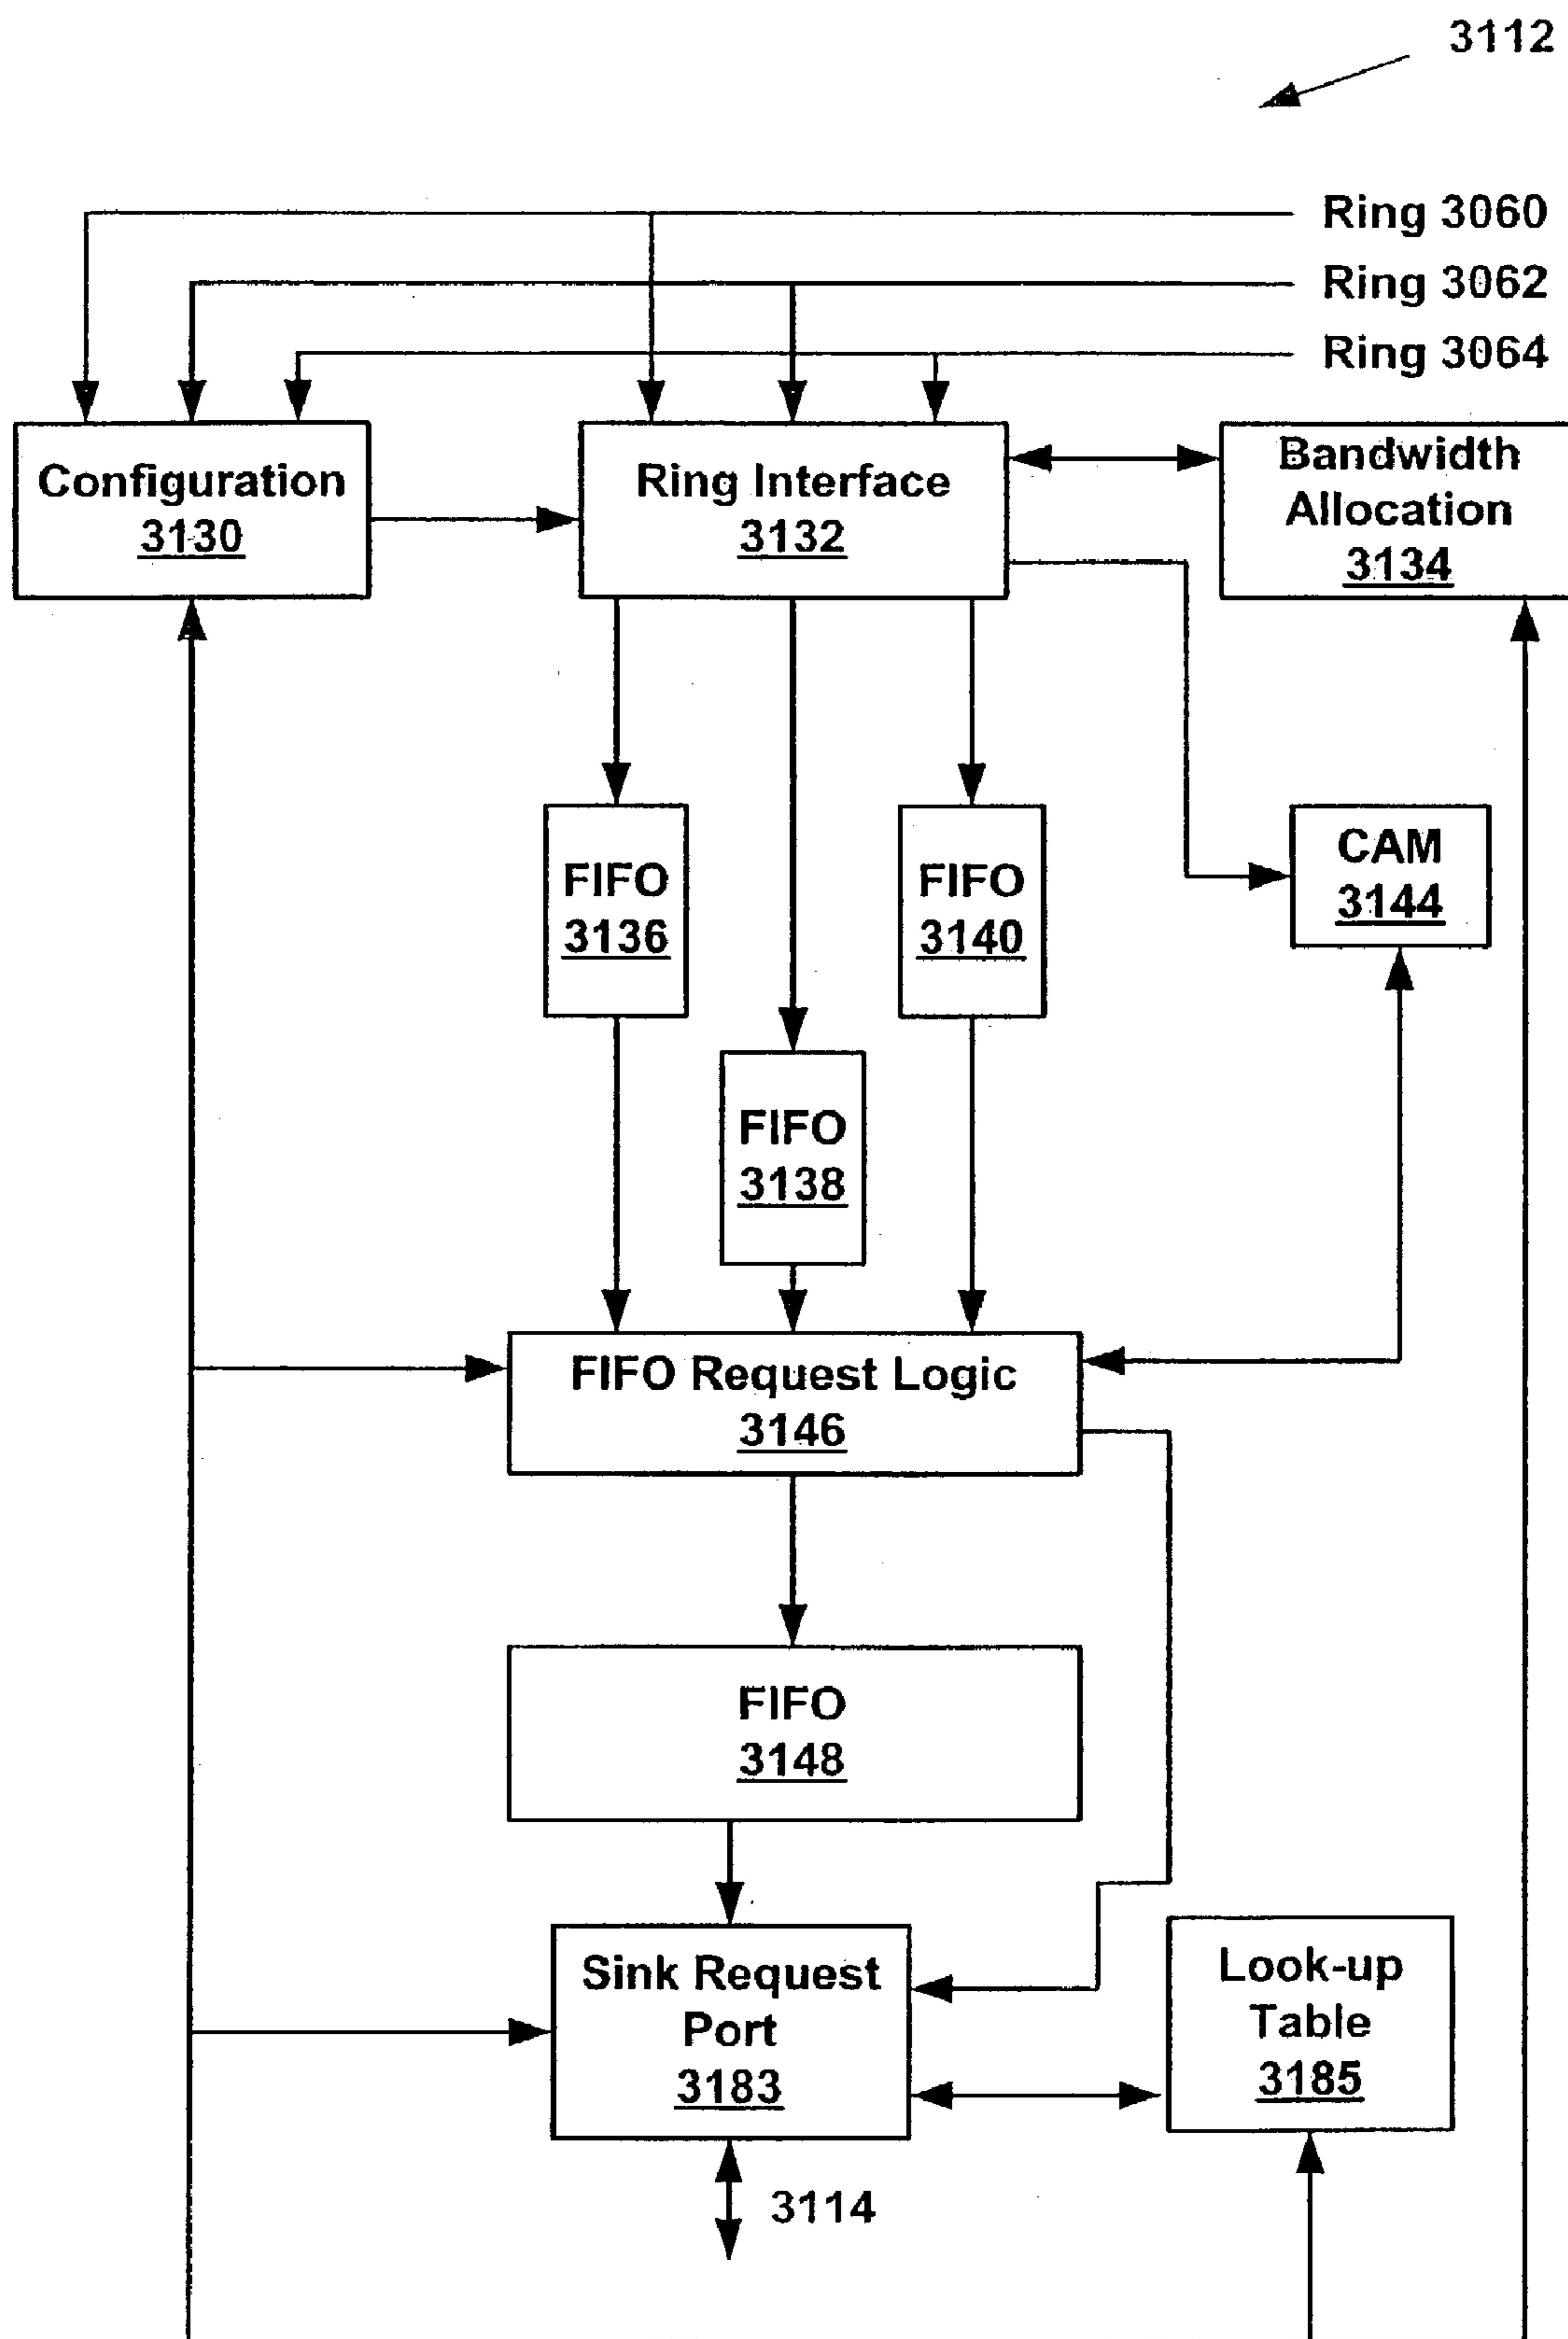 3112
Ring 3060
Ring 3062
Ring 3064
Configuration
3130
Ring Interface
3132
Bandwidth
Allocation
3134
FIFO
3136
FIFO
3140
CAM
3144
FIFO
3138
FIFO Request Logic
3146
FIFO
3148
Sink Request
Port
3183
Look-up
Table
3185
3114